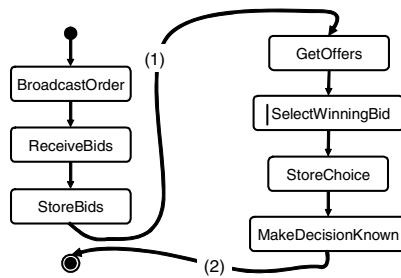 BroadcastOrder
ReceiveBids
StoreBids
(1)
GetOffers
SelectWinningBid
StoreChoice
MakeDecisionKnown
(2)